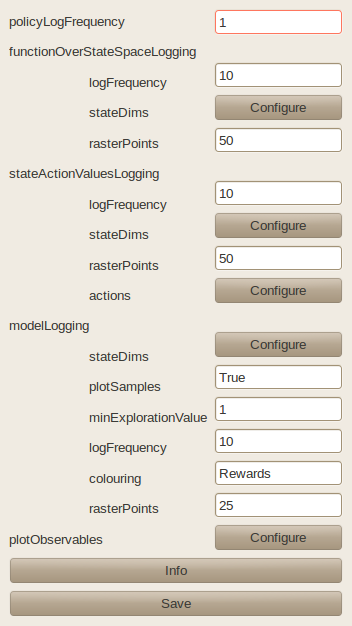 policyLogFrequency 1
functionOverStateSpaceLogging
logFrequency 10
stateDims Configure
rasterPoints 50
stateActionValuesLogging
logFrequency 10
stateDims Configure
rasterPoints 50
actions Configure
modelLogging
stateDims Configure
plotSamples True
minExplorationValue 1
logFrequency 10
colouring Rewards
rasterPoints 25
plotObservables Configure
Info
Save